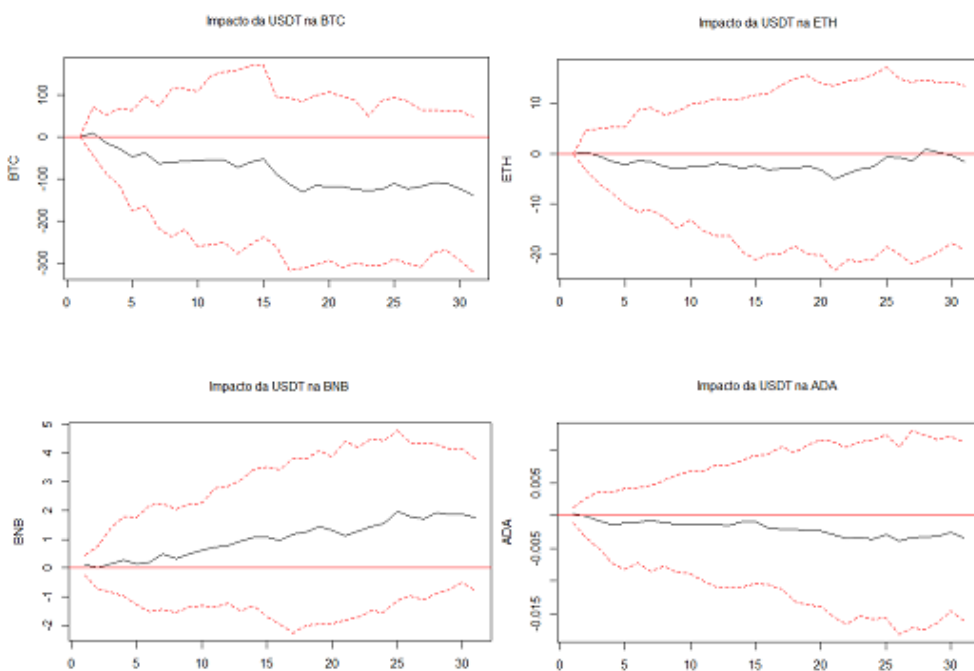 Impacto da USDT na BTC
BTC
100
0
-100
-200
-300
0 5 10 15 20 25 30
Impacto da USDT na ETH
ETH
10
0
-10
-20
0 5 10 15 20 25 30
Impacto da USDT na BNB
BNB
5
4
3
2
1
0
-1
-2
0 5 10 15 20 25 30
Impacto da USDT na ADA
ADA
0.005
-0.005
-0.015
0 5 10 15 20 25 30